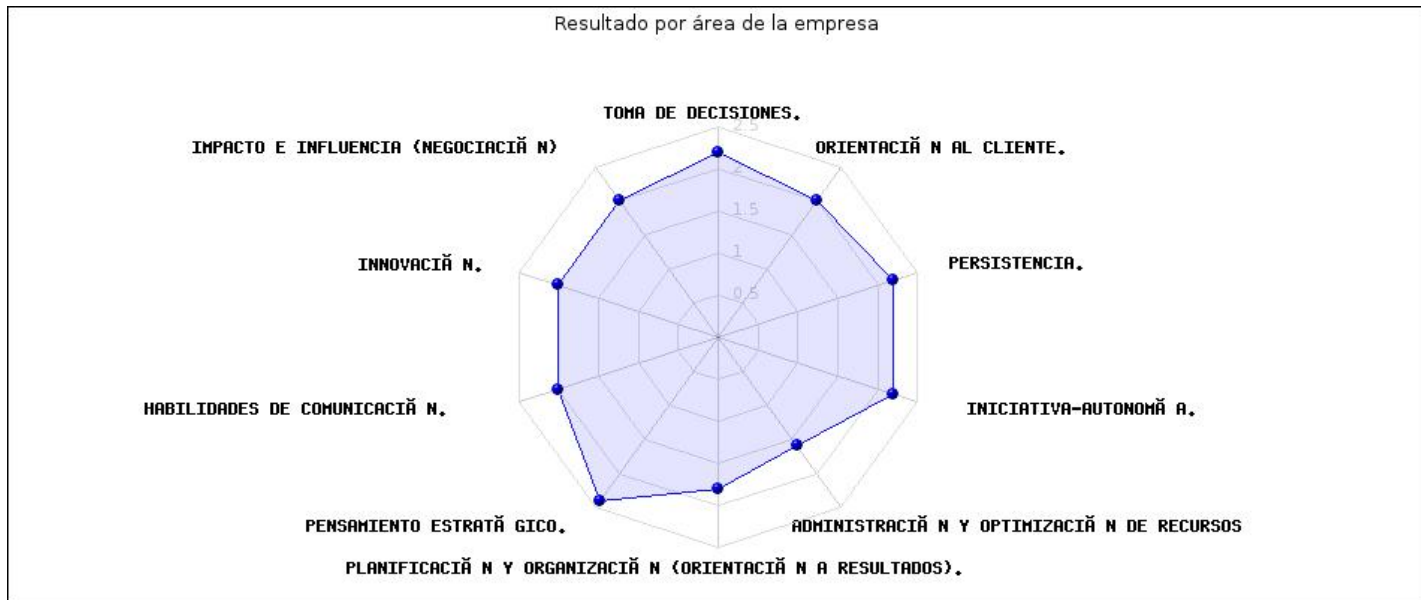 Resultado por área de la empresa
TOMA DE DECISIONES.
2.5
IMPACTO E INFLUENCIA (NEGOCIACIĂ N)
ORIENTACIĂ N AL CLIENTE.
2
1.5
INNOVACIĂ N.
PERSISTENCIA.
1
0.5
HABILIDADES DE COMUNICACIĂ N.
INICIATIVA-AUTONOMĂ A.
PENSAMIENTO ESTRATĂ GICO.
ADMINISTRACIĂ N Y OPTIMIZACIĂ N DE RECURSOS
PLANIFICACIĂ N Y ORGANIZACIĂ N (ORIENTACIĂ N A RESULTADOS).